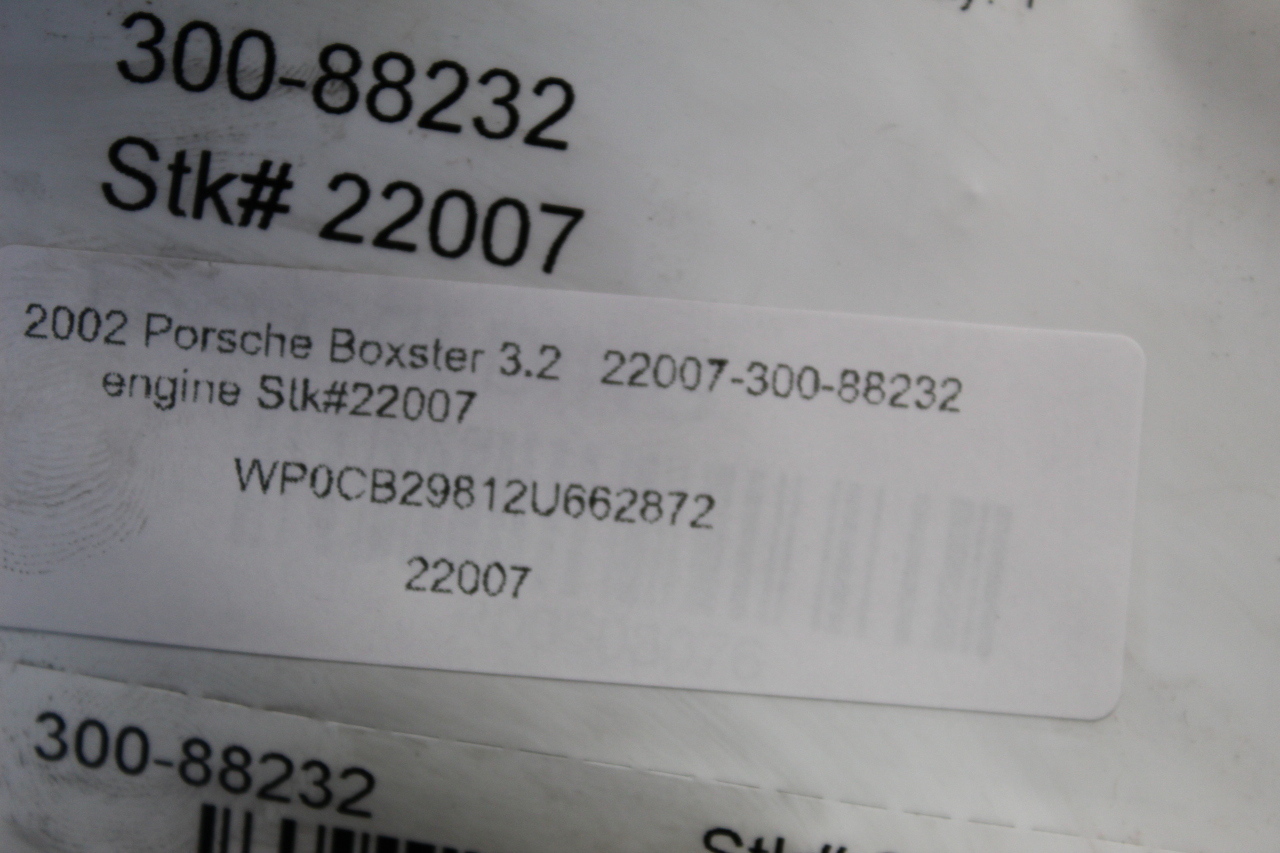 300-88232
Stk# 22007
2002 Porsche Boxster 3.2 22007-300-88232
engine Stk#22007
WP0CB29812U662872
22007
300-88232
Stk#